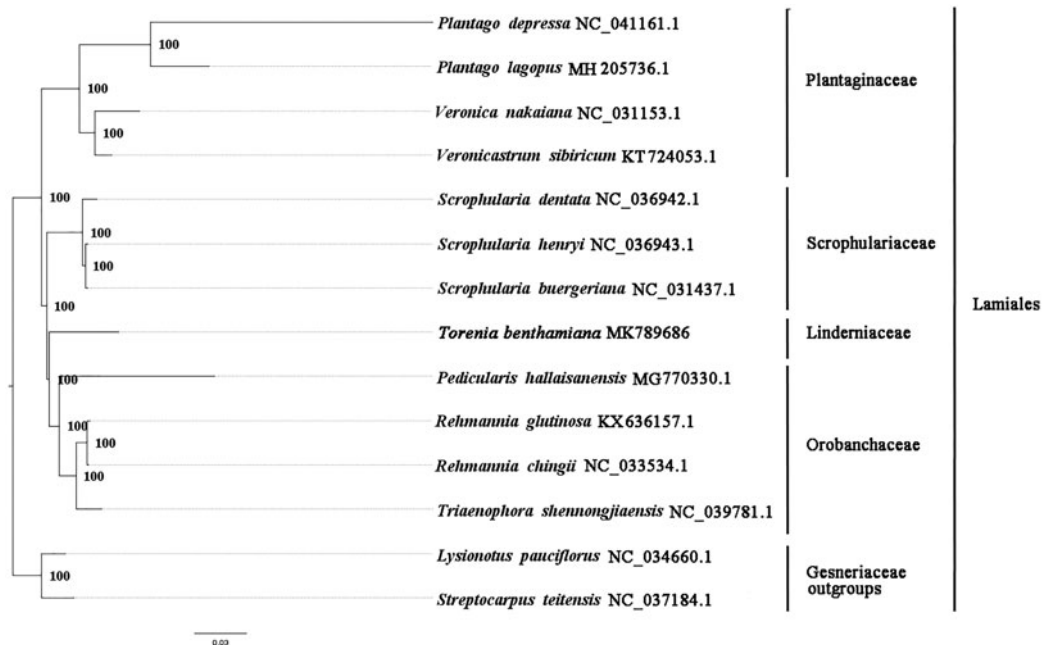 Plantago depressa NC_041161.1
100
Plantago lagopus MH 205736.1
Plantaginaceae
100
Veronica nakaiana NC_031153.1
100
Veronicastrum sibiricum KT724053.1
100
Scrophularia dentata NC_036942.1
100
Scrophularia henryi NC_036943.1
Scrophulariaceae
100
Scrophularia buergeriana NC_031437.1
100
Lamiales
Torenia benthamiana MK789686
Linderniaceae
100
Pedicularis hallaisanensis MG770330.1
Rehmannia glutinosa KX636157.1
100
100
Orobanchaceae
Rehmannia chingii NC_033534.1
100
Triaenophora shennongjiaensis NC_039781.1
Lysionotus pauciflorus NC_034660.1
100
Gesneriaceae
outgroups
Streptocarpus teitensis NC_037184.1
0.03